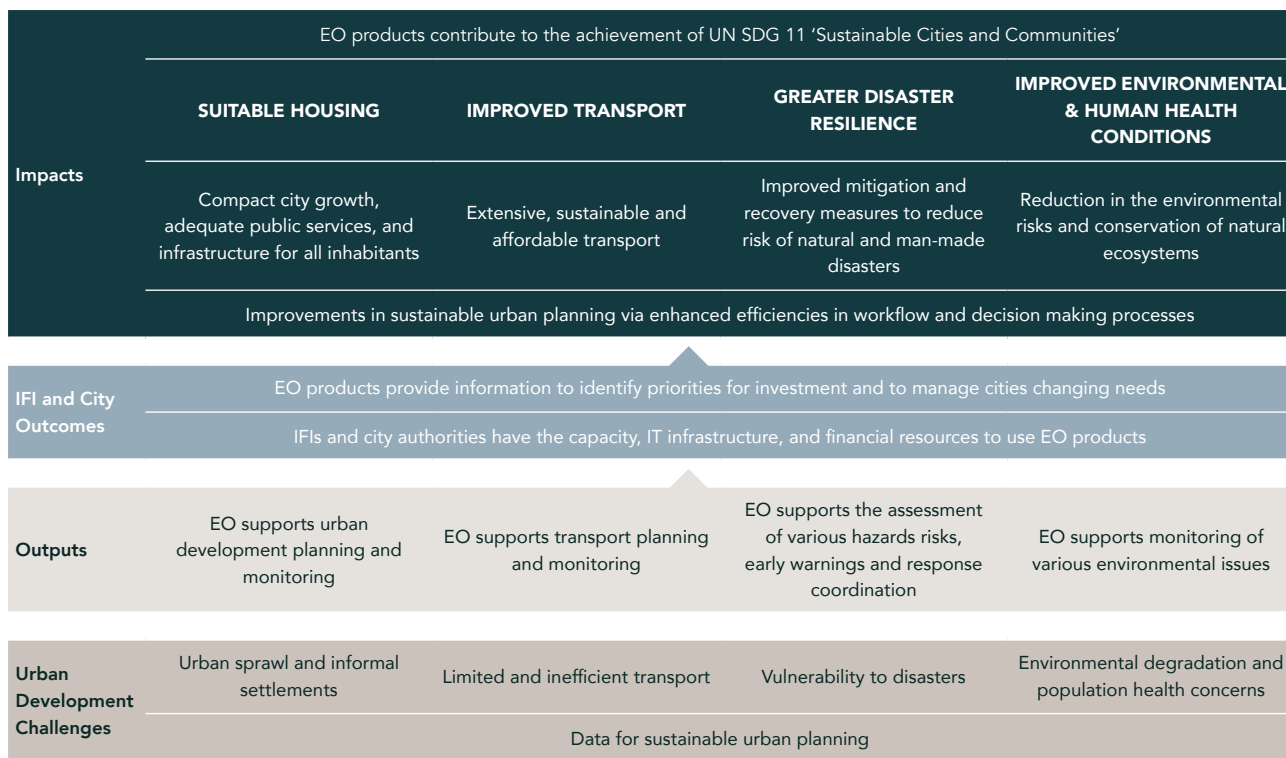 EO products contribute to the achievement of UN SDG 11 ‘Sustainable Cities and Communities’
Impacts
SUITABLE HOUSING
IMPROVED TRANSPORT
GREATER DISASTER
RESILIENCE
IMPROVED ENVIRONMENTAL
& HUMAN HEALTH
CONDITIONS
Compact city growth,
adequate public services, and
infrastructure for all inhabitants
Extensive, sustainable and
affordable transport
Improved mitigation and
recovery measures to reduce
risk of natural and man-made
disasters
Reduction in the environmental
risks and conservation of natural
ecosystems
Improvements in sustainable urban planning via enhanced efficiencies in workflow and decision making processes
IFI and City
Outcomes
EO products provide information to identify priorities for investment and to manage cities changing needs
IFIs and city authorities have the capacity, IT infrastructure, and financial resources to use EO products
Outputs
EO supports urban
development planning and
monitoring
EO supports transport planning
and monitoring
EO supports the assessment
of various hazards risks,
early warnings and response
coordination
EO supports monitoring of
various environmental issues
Urban
Development
Challenges
Urban sprawl and informal
settlements
Limited and inefficient transport
Vulnerability to disasters
Environmental degradation and
population health concerns
Data for sustainable urban planning